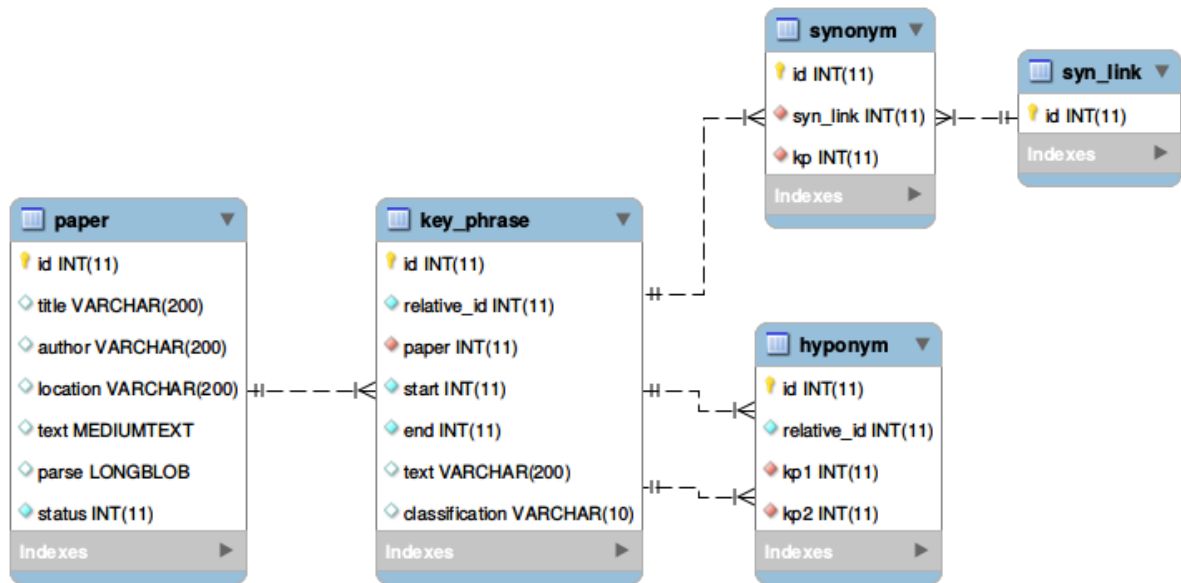 synonym
id INT(11)
syn_link INT(11)
kp INT(11)
Indexes
syn_link
id INT(11)
Indexes
paper
id INT(11)
title VARCHAR(200)
author VARCHAR(200)
location VARCHAR(200)
text MEDIUMTEXT
parse LONGBLOB
status INT(11)
Indexes
key_phrase
id INT(11)
relative_id INT(11)
paper INT(11)
start INT(11)
end INT(11)
text VARCHAR(200)
classification VARCHAR(10)
Indexes
hyponym
id INT(11)
relative_id INT(11)
kp1 INT(11)
kp2 INT(11)
Indexes